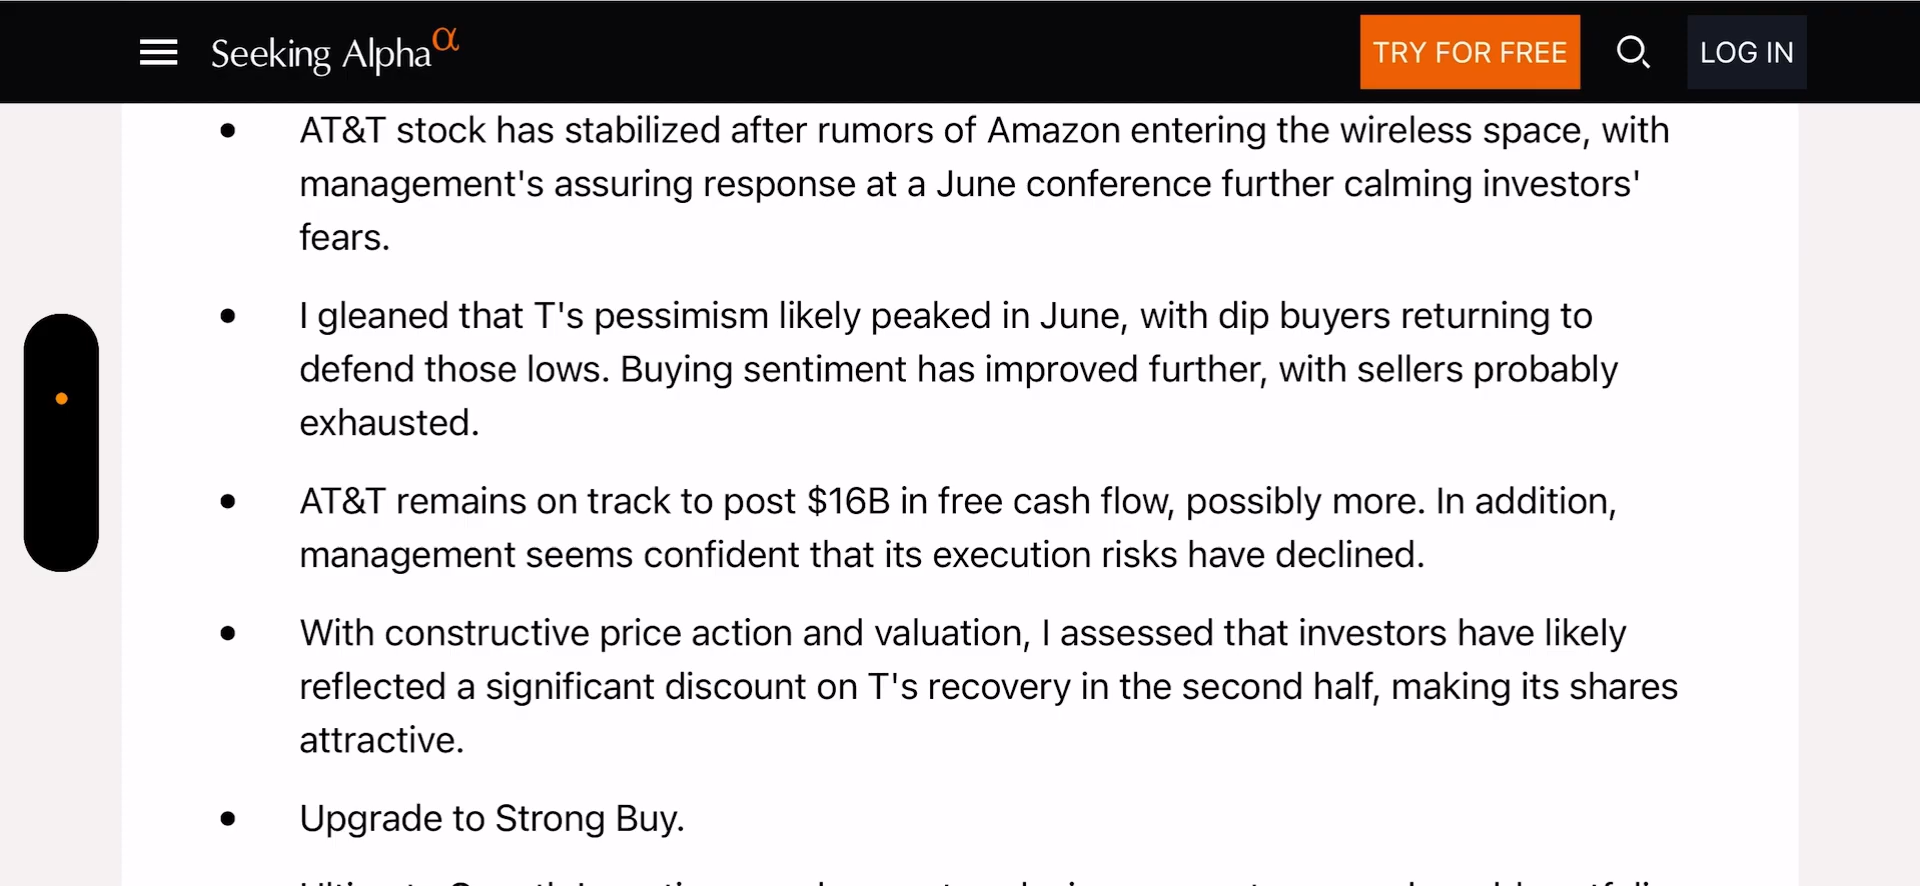 Seeking Alpha α
TRY FOR FREE
LOG IN
AT&T stock has stabilized after rumors of Amazon entering the wireless space, with
management's assuring response at a June conference further calming investors'
fears.
I gleaned that T's pessimism likely peaked in June, with dip buyers returning to
defend those lows. Buying sentiment has improved further, with sellers probably
exhausted.
AT&T remains on track to post $16B in free cash flow, possibly more. In addition,
management seems confident that its execution risks have declined.
With constructive price action and valuation, I assessed that investors have likely
reflected a significant discount on T's recovery in the second half, making its shares
attractive.
Upgrade to Strong Buy.